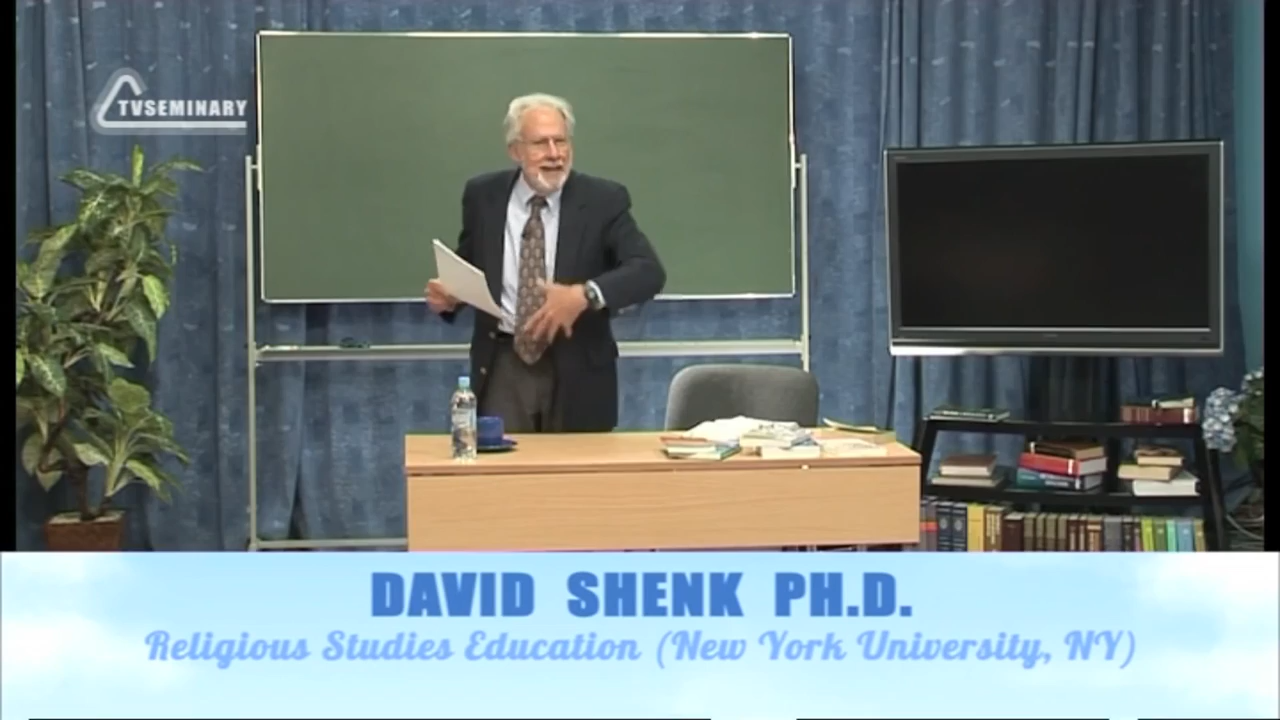 TVSEMINARY
DAVID SHENK PH.D.
Religious Studies Education (New York University, NY)